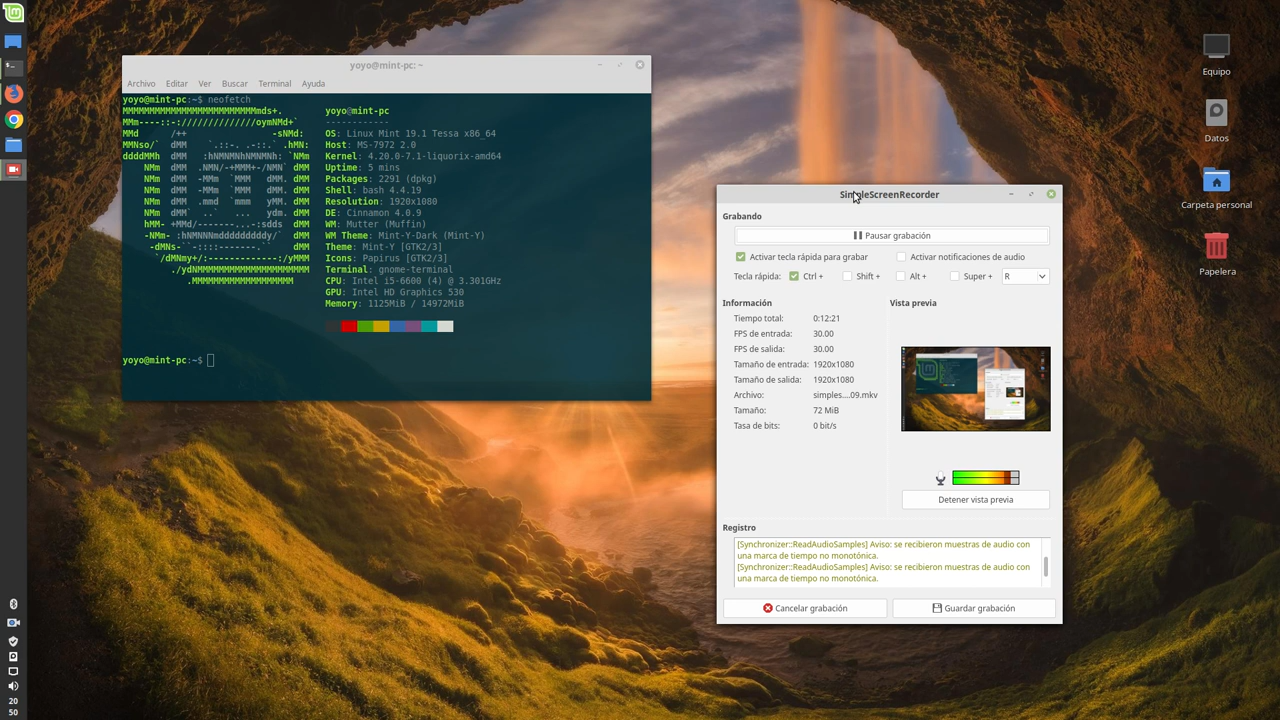 yoyo@mint-pc: ~
Archivo Editar Ver Buscar Terminal Ayuda
yoyo@mint-pc:~$ neofetch
yoyo@mint-pc
------------
OS: Linux Mint 19.1 Tessa x86_64
Host: MS-7972 2.0
Kernel: 4.20.0-7.1-liquorix-amd64
Uptime: 5 mins
Packages: 2291 (dpkg)
Shell: bash 4.4.19
Resolution: 1920x1080
DE: Cinnamon 4.0.9
WM: Mutter (Muffin)
WM Theme: Mint-Y-Dark (Mint-Y)
Theme: Mint-Y [GTK2/3]
Icons: Papirus [GTK2/3]
Terminal: gnome-terminal
CPU: Intel i5-6600 (4) @ 3.301GHz
GPU: Intel HD Graphics 530
Memory: 1125MiB / 14972MiB
yoyo@mint-pc:~$
SimpleScreenRecorder
Grabando
Pausar grabación
Activar tecla rápida para grabar Activar notificaciones de audio
Tecla rápida: Ctrl + Shift + Alt + Super + R
Información Vista previa
Tiempo total: 0:12:21
FPS de entrada: 30.00
FPS de salida: 30.00
Tamaño de entrada: 1920x1080
Tamaño de salida: 1920x1080
Archivo: simples....09.mkv
Tamaño: 72 MiB
Tasa de bits: 0 bit/s
Detener vista previa
Registro
[Synchronizer::ReadAudioSamples] Aviso: se recibieron muestras de audio con
una marca de tiempo no monotónica.
[Synchronizer::ReadAudioSamples] Aviso: se recibieron muestras de audio con
una marca de tiempo no monotónica.
Cancelar grabación Guardar grabación
Equipo
Datos
Carpeta personal
Papelera
20
50